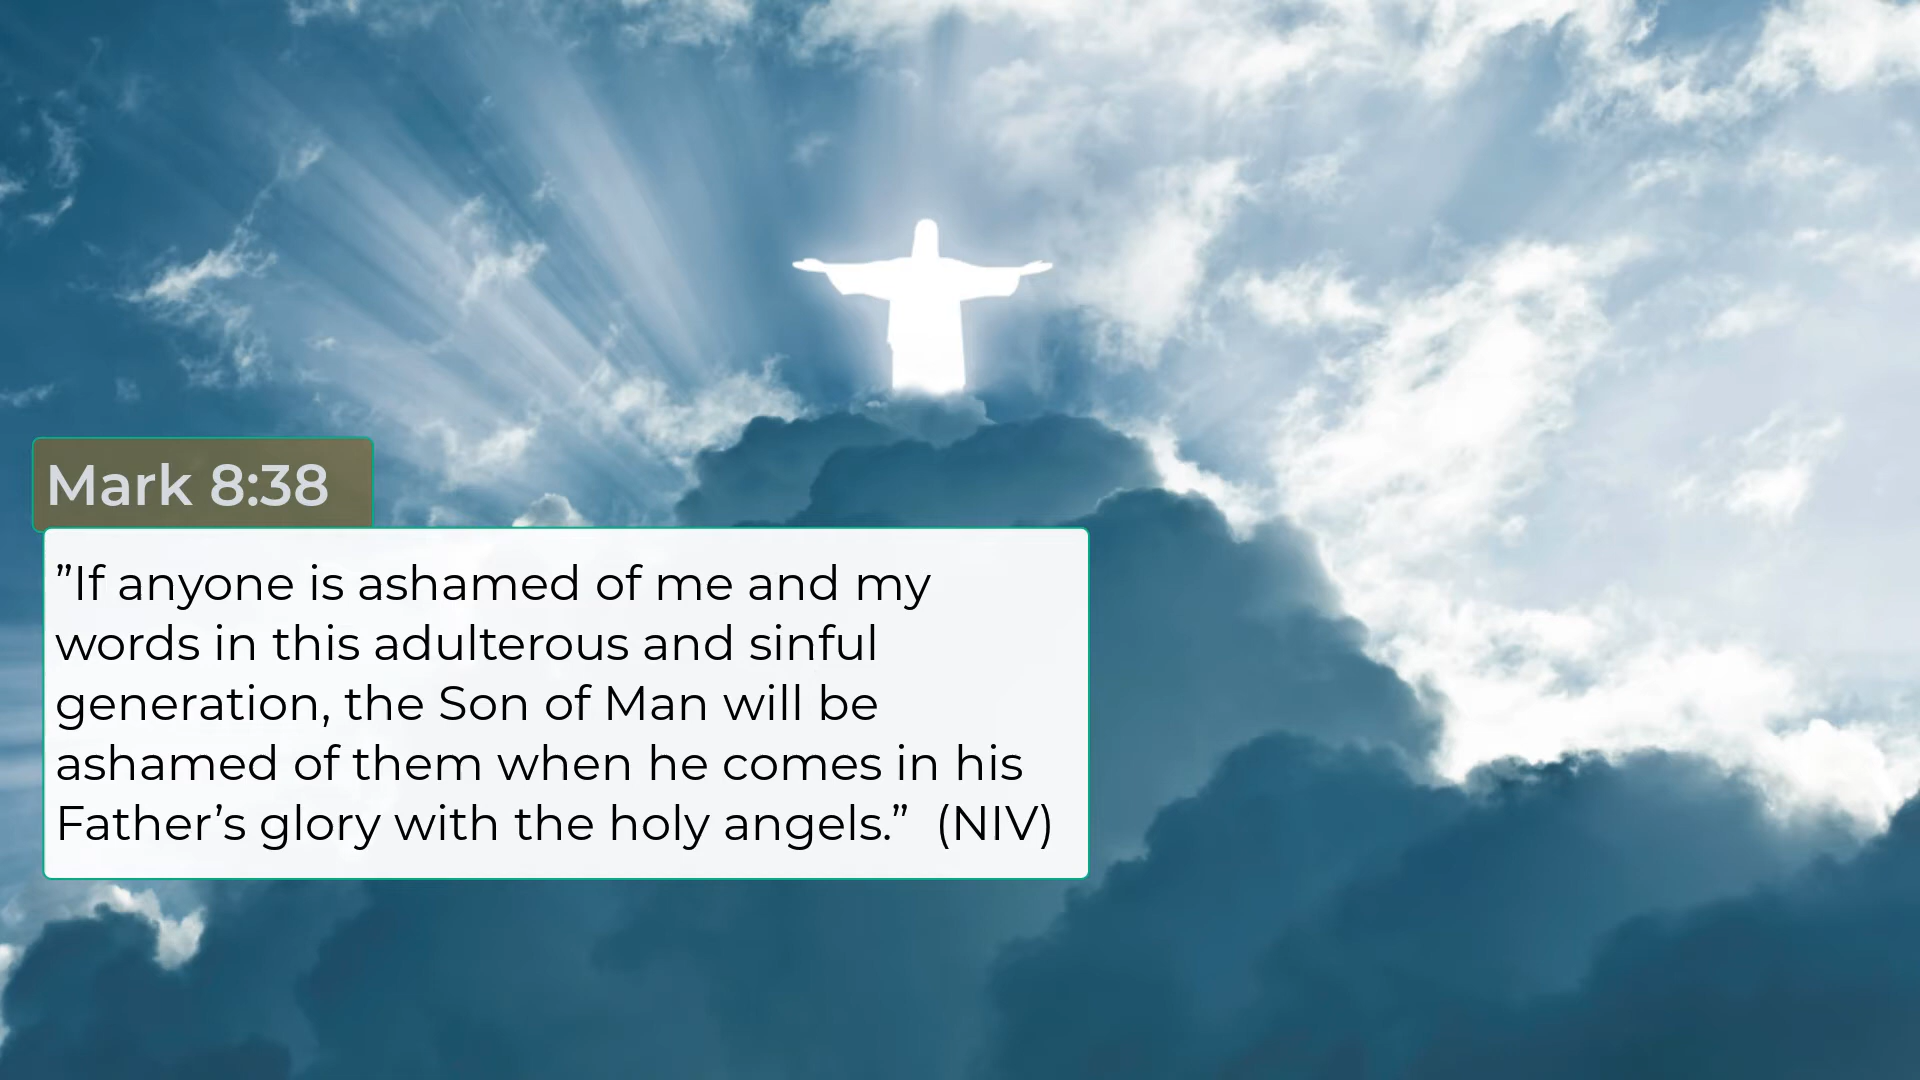 Mark 8:38
”If anyone is ashamed of me and my
words in this adulterous and sinful
generation, the Son of Man will be
ashamed of them when he comes in his
Father’s glory with the holy angels.” (NIV)